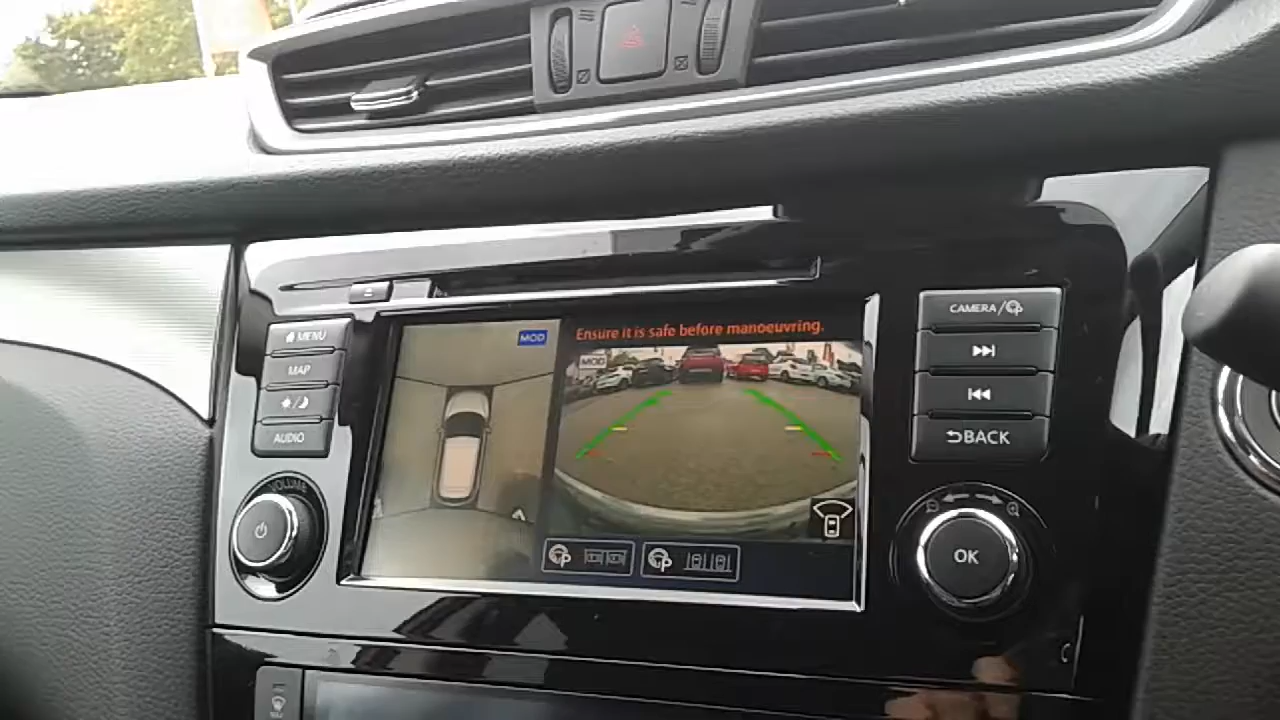 MENU
MAP
AUDIO
VOLUME
MOD
Ensure it is safe before manoeuvring.
MOD
P
P
CAMERA/
BACK
OK